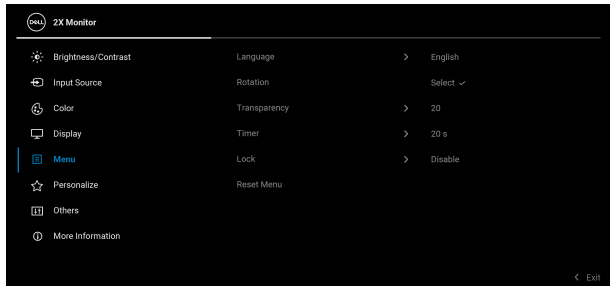 DELL 2X Monitor
Brightness/Contrast Language > English
Input Source Rotation Select ✓
Color Transparency > 20
Display Timer > 20 s
Menu Lock > Disable
Personalize Reset Menu
Others
More Information
< Exit